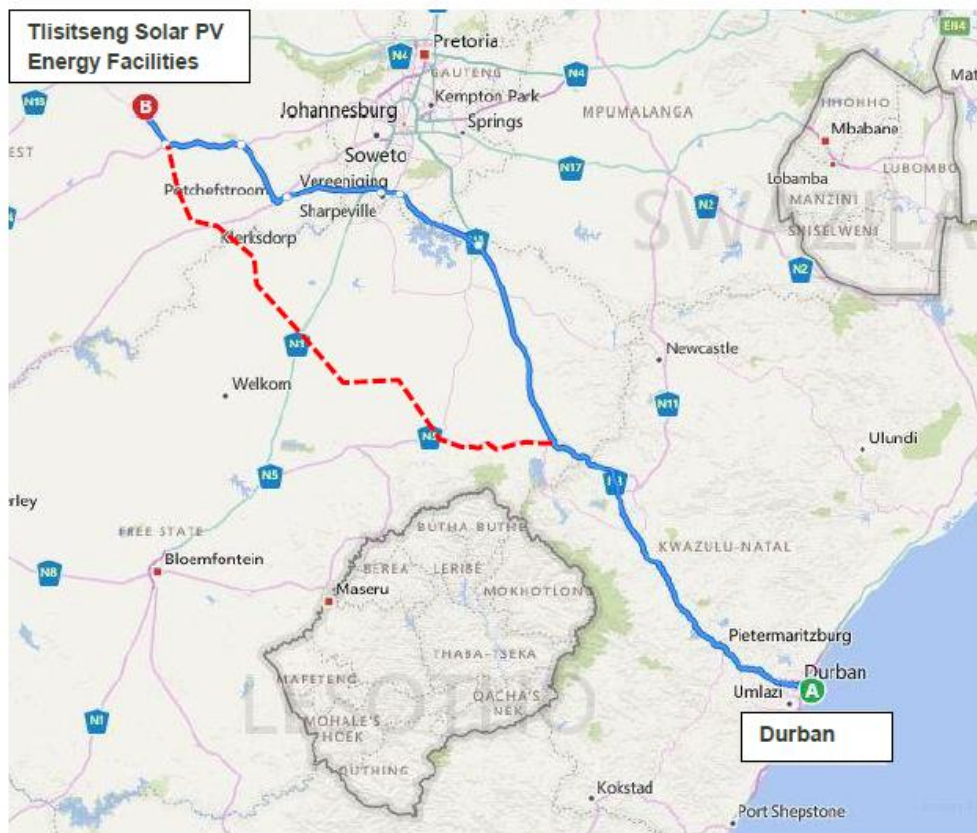 Tlisitseng Solar PV
Energy Facilities
Pretoria
N4
GAUTENG
N4
Kempton Park
Johannesburg
Springs
MPUMALANGA
Soweto
N17
B
Potchefstroom
Vereeniging
Sharpeville
Klerksdorp
N2
N2
HHOHHO
Mbabane
Lobamba
LUBOMBO
MANZINI
SHISELWENI
SWAZILA
N1
Welkom
Newcastle
N11
Ulundi
N5
N5
N3
erley
FREE STATE
N8
Bloemfontein
BUTHA BUTHE
BEREA
LERIBE
MOKHOTLONG
Maseru
KWAZULU-NATAL
THABA-TSEKA
MAFETENG
LESOTHO
QACHA'S
NEK
MOHALE'S
HOEK
QUTHING
N1
Pietermaritzburg
Durban
A
Umlazi
Durban
Kokstad
Port Shepstone